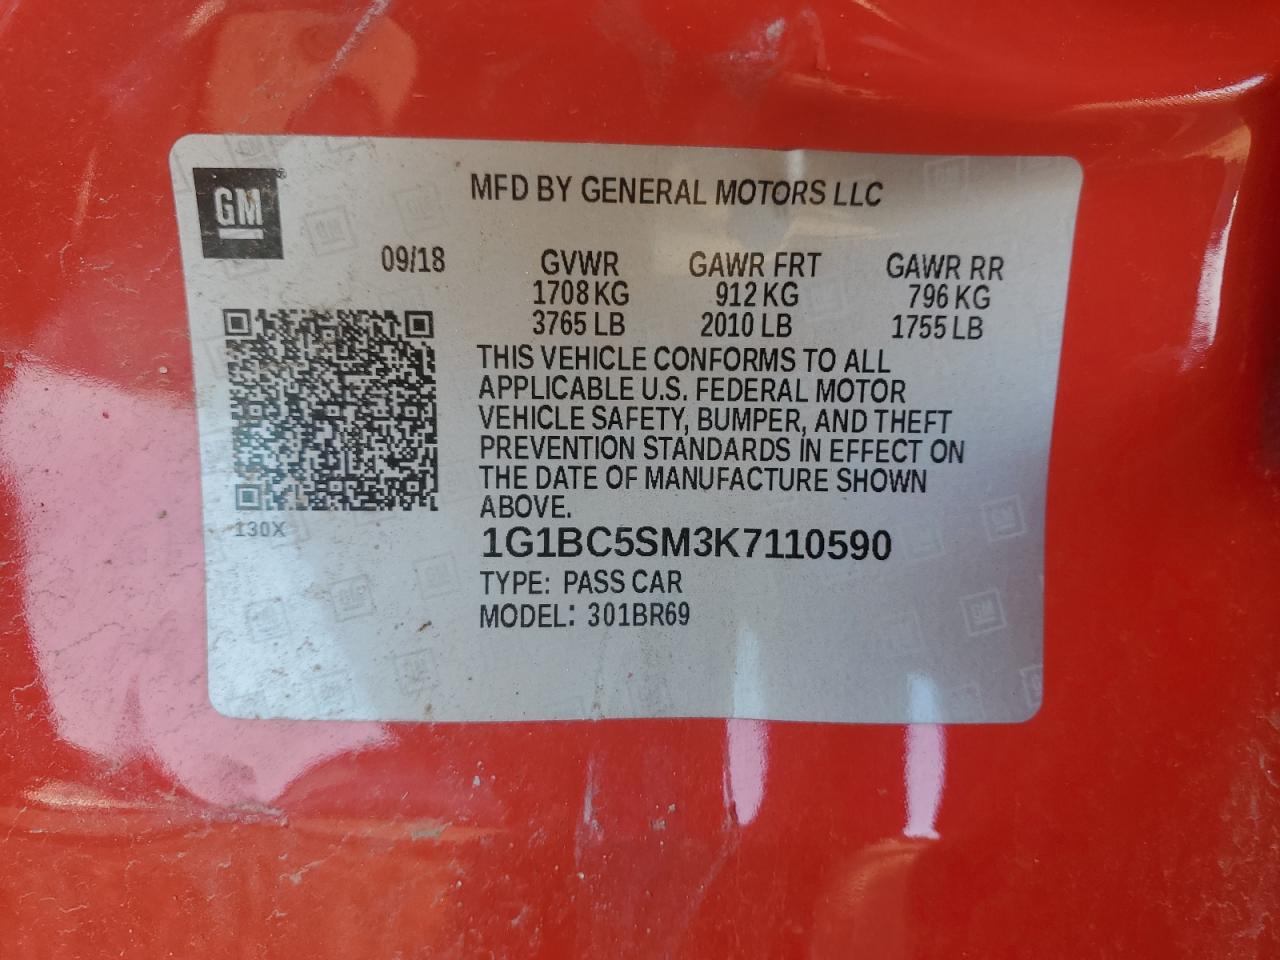 GM
MFD BY GENERAL MOTORS LLC
09/18 GVWR GAWR FRT GAWR RR
1708 KG 912 KG 796 KG
3765 LB 2010 LB 1755 LB
THIS VEHICLE CONFORMS TO ALL
APPLICABLE U.S. FEDERAL MOTOR
VEHICLE SAFETY, BUMPER, AND THEFT
PREVENTION STANDARDS IN EFFECT ON
THE DATE OF MANUFACTURE SHOWN
ABOVE.
130X
1G1BC5SM3K7110590
TYPE: PASS CAR
MODEL: 301BR69